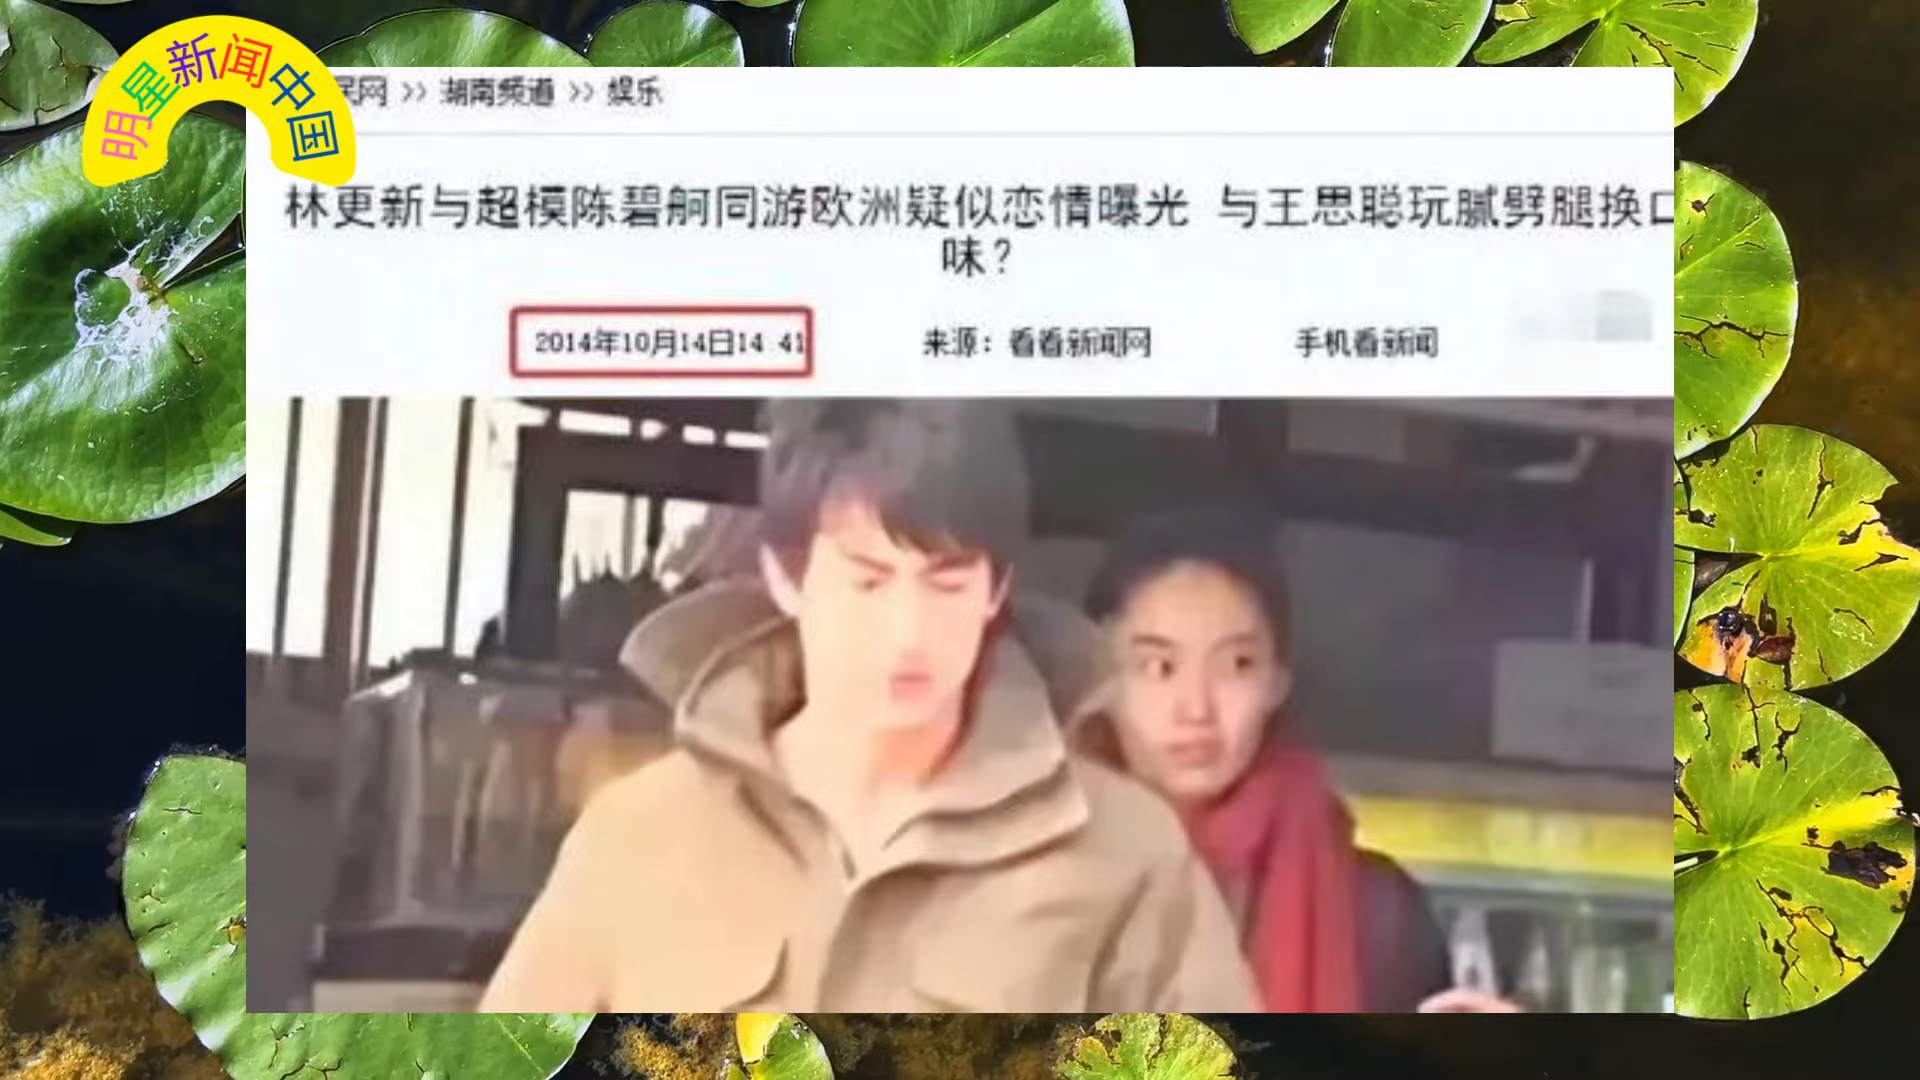 明星新闻中国
民网 >> 湖南频道 >> 娱乐
林更新与超模陈碧舸同游欧洲疑似恋情曝光 与王思聪玩腻劈腿换口
味？
2014年10月14日14 41 来源：看看新闻网 手机看新闻